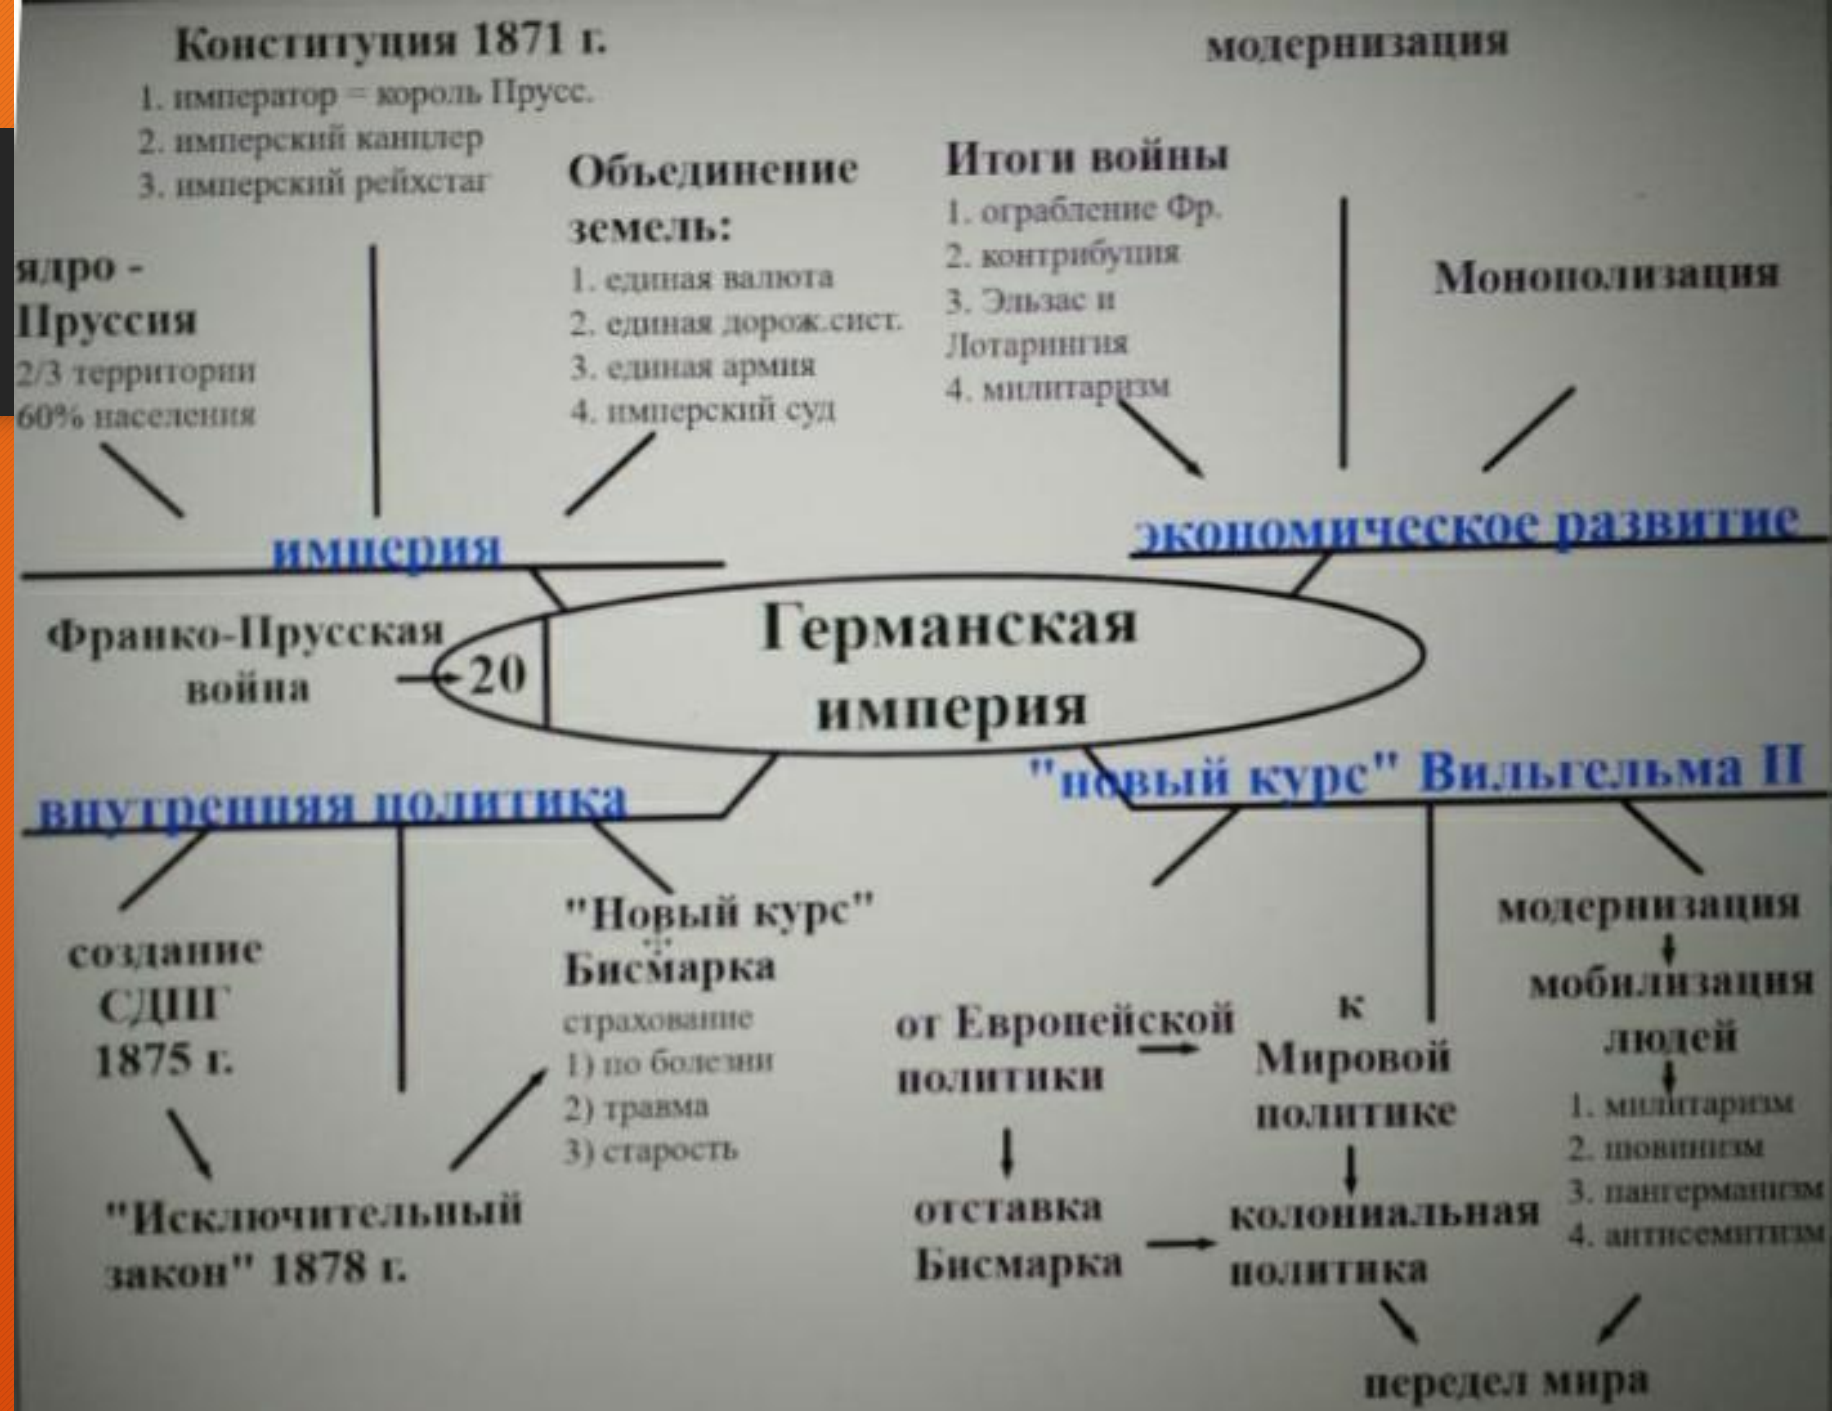 Конституция 1871 г.
1. император = король Прусс.
2. имперский канцлер
3. имперский рейхстаг
ядро -
Пруссия
2/3 территории
60% населения
Объединение
земель:
1. единая валюта
2. единая дорож.сист.
3. единая армия
4. имперский суд
империя
Итоги войны
1. ограбление Фр.
2. контрибуция
3. Эльзас и
Лотарингия
4. милитаризм
модернизация
Монополизация
экономическое развитие
Франко-Прусская
война
20
Германская
империя
внутренняя политика
создание
СДПГ
1875 г.
"Исключительный
закон" 1878 г.
"Новый курс"
Бисмарка
страхование
1) по болезни
2) травма
3) старость
"новый курс" Вильгельма II
от Европейской
политики
к
Мировой
политике
отставка
Бисмарка
колониальная
политика
модернизация
мобилизация
людей
1. милитаризм
2. шовинизм
3. пангерманизм
4. антисемитизм
передел мира